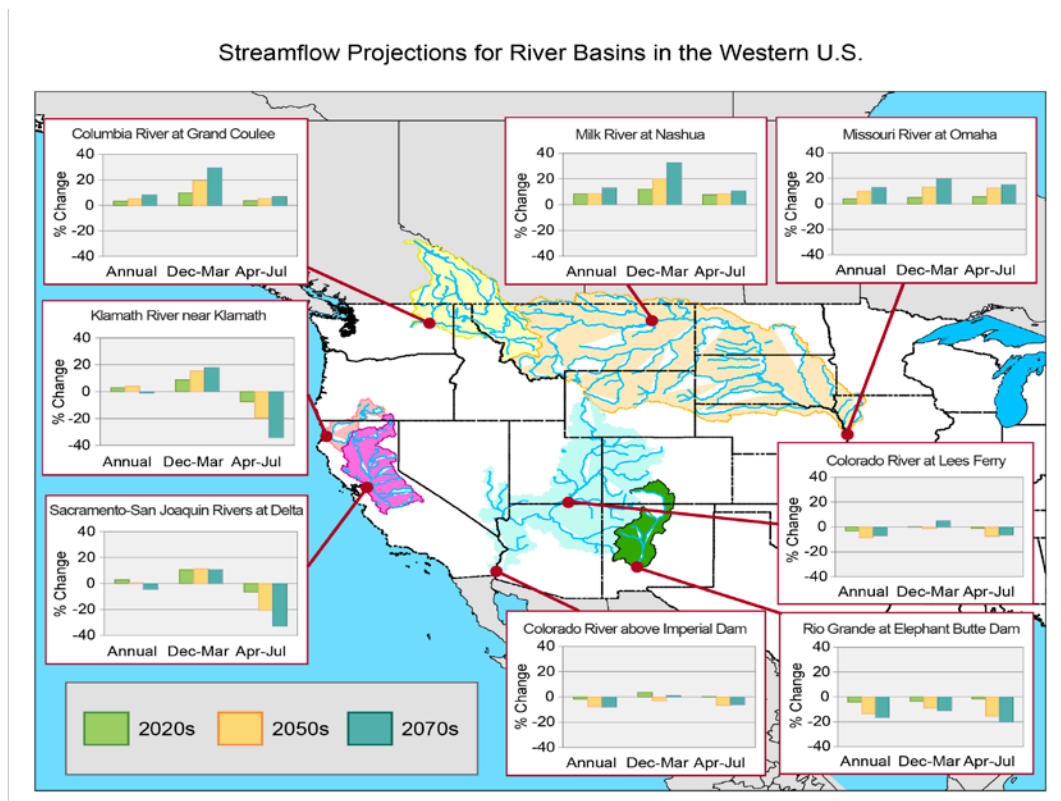 Streamflow Projections for River Basins in the Western U.S.
Columbia River at Grand Coulee
% Change
40
20
0
-20
-40
Annual Dec-Mar Apr-Jul
Milk River at Nashua
% Change
40
20
0
-20
-40
Annual Dec-Mar Apr-Jul
Missouri River at Omaha
% Change
40
20
0
-20
-40
Annual Dec-Mar Apr-Jul
Klamath River near Klamath
% Change
40
20
0
-20
-40
Annual Dec-Mar Apr-Jul
Colorado River at Lees Ferry
% Change
40
20
0
-20
-40
Annual Dec-Mar Apr-Jul
Sacramento-San Joaquin Rivers at Delta
% Change
40
20
0
-20
-40
Annual Dec-Mar Apr-Jul
Colorado River above Imperial Dam
% Change
40
20
0
-20
-40
Annual Dec-Mar Apr-Jul
Rio Grande at Elephant Butte Dam
% Change
40
20
0
-20
-40
Annual Dec-Mar Apr-Jul
2020s 2050s 2070s